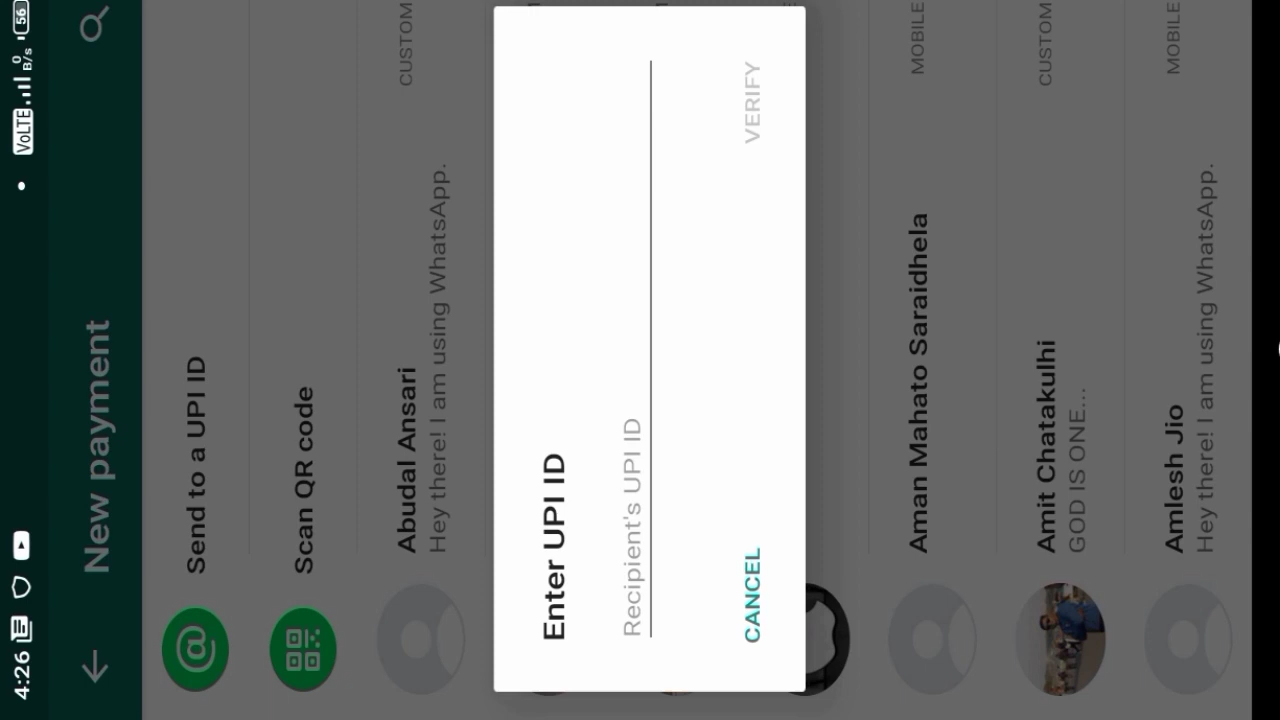 4:26
VoLTE 0 B/s 56
New payment
Send to a UPI ID
Scan QR code
Abudal Ansari
CUSTOM
Hey there! I am using WhatsApp.
Enter UPI ID
Recipient's UPI ID
CANCEL VERIFY
Aman Mahato Saraidhela
MOBILE
Amit Chatakulhi
CUSTOM
GOD IS ONE...
Amlesh Jio
MOBILE
Hey there! I am using WhatsApp.